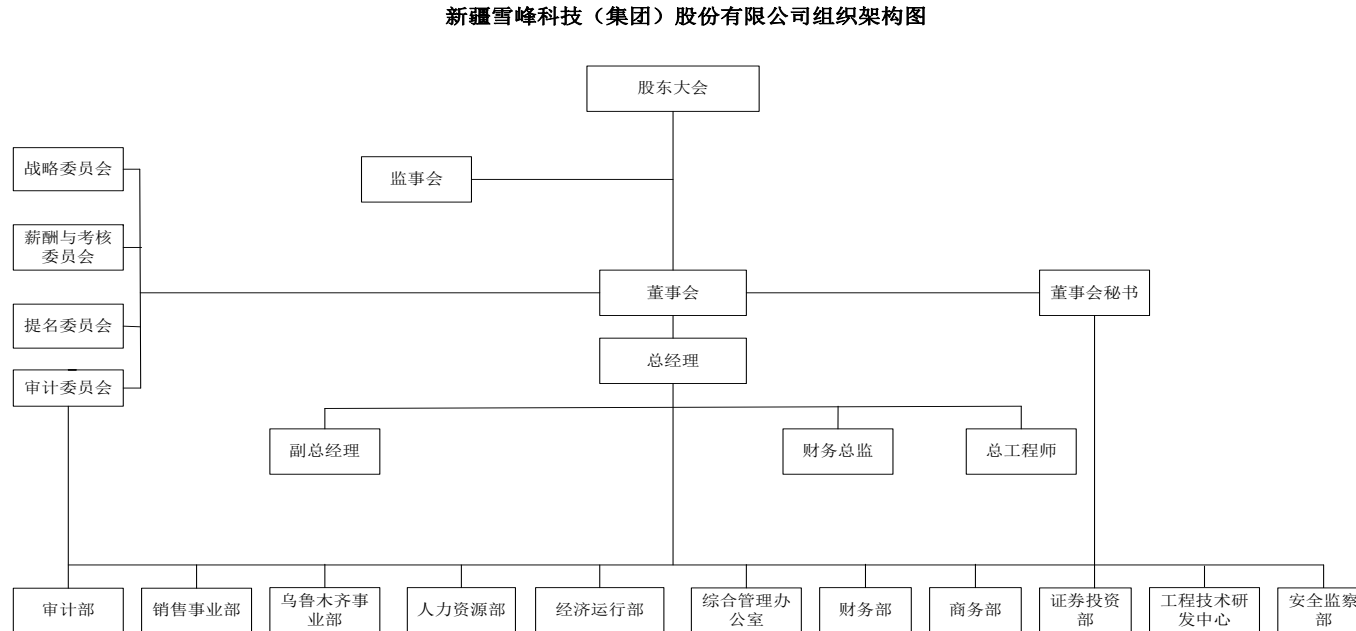 新疆雪峰科技（集团）股份有限公司组织架构图
股东大会
战略委员会
监事会
薪酬与考核
委员会
董事会
董事会秘书
提名委员会
总经理
审计委员会
副总经理
财务总监
总工程师
审计部
销售事业部
乌鲁木齐事
业部
人力资源部
经济运行部
综合管理办
公室
财务部
商务部
证券投资
部
工程技术研
发中心
安全监察
部